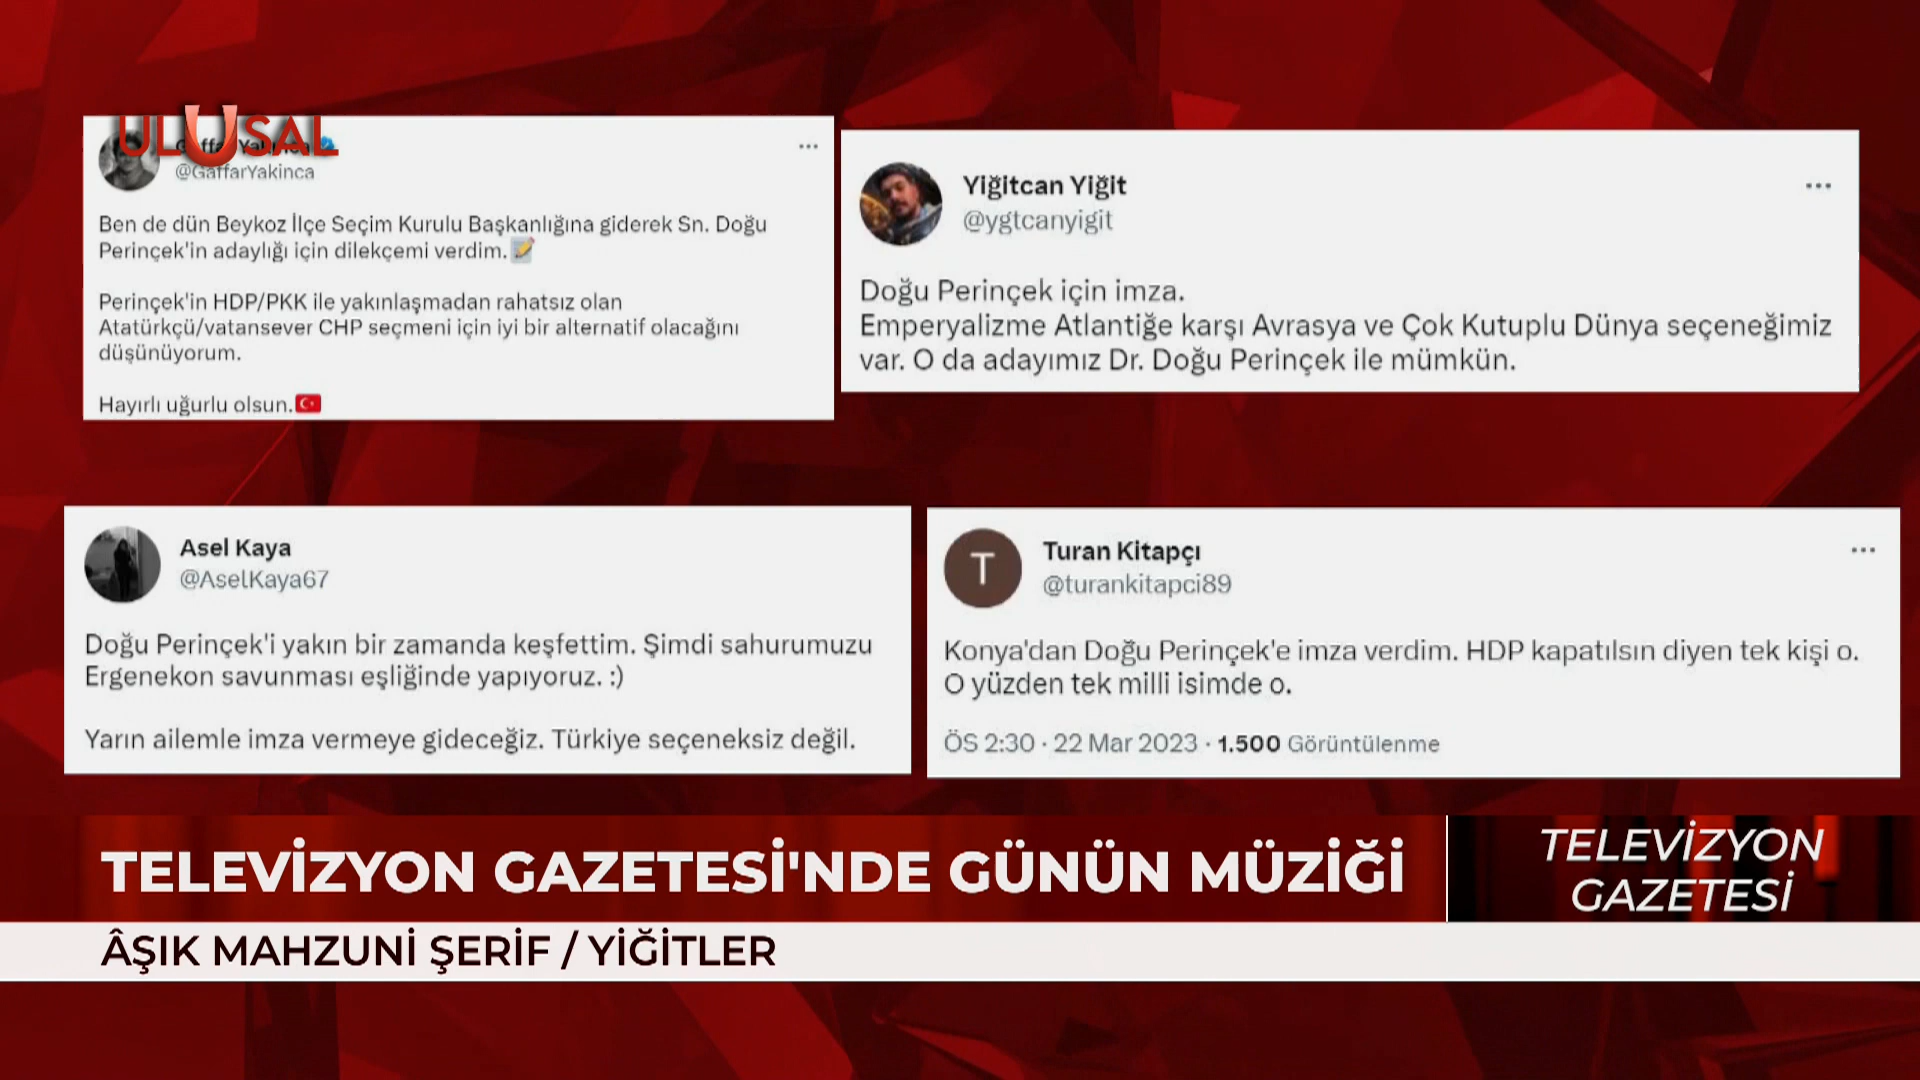 ULUSAL
@GaffarYakinca
Ben de dün Beykoz İlçe Seçim Kurulu Başkanlığına giderek Sn. Doğu
Perinçek'in adaylığı için dilekçemi verdim.📝
Perinçek'in HDP/PKK ile yakınlaşmadan rahatsız olan
Atatürkçü/vatansever CHP seçmeni için iyi bir alternatif olacağını
düşünüyorum.
Hayırlı uğurlu olsun.🇹🇷
Yiğitcan Yiğit
@ygtcanyigit
Doğu Perinçek için imza.
Emperyalizme Atlantiğe karşı Avrasya ve Çok Kutuplu Dünya seçeneğimiz
var. O da adayımız Dr. Doğu Perinçek ile mümkün.
Asel Kaya
@AselKaya67
Doğu Perinçek'i yakın bir zamanda keşfettim. Şimdi sahurumuzu
Ergenekon savunması eşliğinde yapıyoruz. :)
Yarın ailemle imza vermeye gideceğiz. Türkiye seçeneksiz değil.
T
Turan Kitapçı
@turankitapci89
Konya'dan Doğu Perinçek'e imza verdim. HDP kapatılsın diyen tek kişi o.
O yüzden tek milli isimde o.
ÖS 2:30 · 22 Mar 2023 · 1.500 Görüntülenme
TELEVİZYON GAZETESİ'NDE GÜNÜN MÜZİĞİ
TELEVİZYON
GAZETESİ
ÂŞIK MAHZUNİ ŞERİF / YİĞİTLER